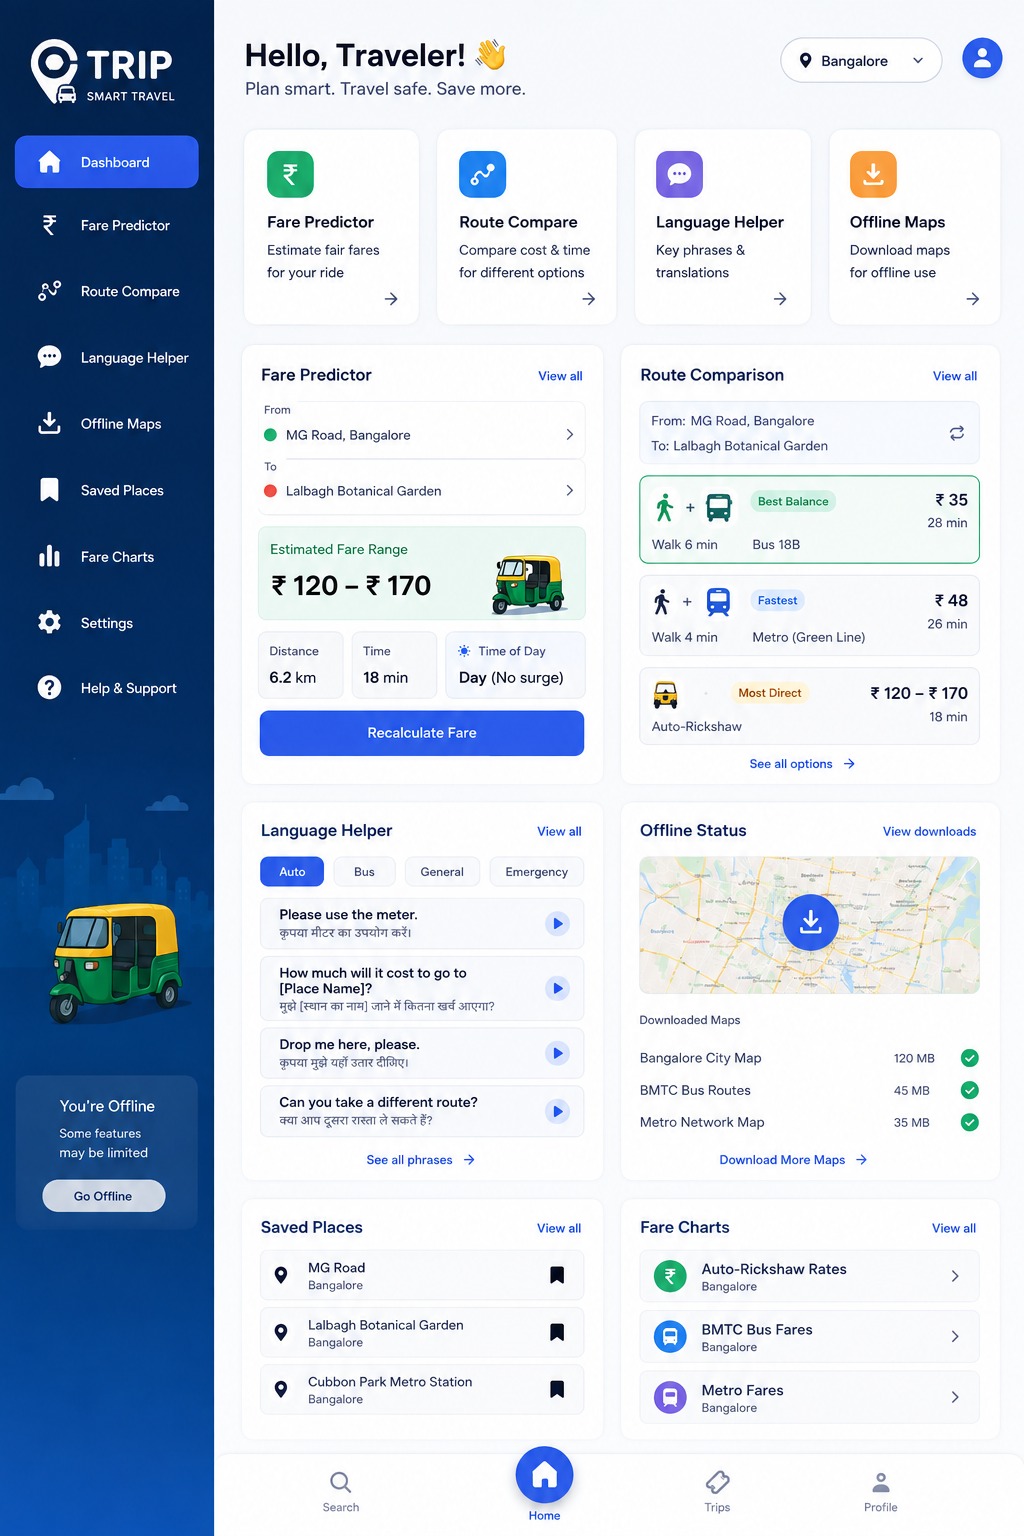 TRIP
SMART TRAVEL
Dashboard
Fare Predictor
Route Compare
Language Helper
Offline Maps
Saved Places
Fare Charts
Settings
Help & Support
You're Offline
Some features
may be limited
Go Offline
Hello, Traveler! 👋
Plan smart. Travel safe. Save more.
Bangalore
Fare Predictor
Estimate fair fares
for your ride
Route Compare
Compare cost & time
for different options
Language Helper
Key phrases &
translations
Offline Maps
Download maps
for offline use
Fare Predictor
View all
From
MG Road, Bangalore
To
Lalbagh Botanical Garden
Estimated Fare Range
₹ 120 – ₹ 170
Distance
6.2 km
Time
18 min
Time of Day
Day (No surge)
Recalculate Fare
Route Comparison
View all
From: MG Road, Bangalore
To: Lalbagh Botanical Garden
+
Best Balance
₹ 35
28 min
Walk 6 min
Bus 18B
+
Fastest
₹ 48
26 min
Walk 4 min
Metro (Green Line)
Most Direct
₹ 120 – ₹ 170
18 min
Auto-Rickshaw
See all options
Language Helper
View all
Auto
Bus
General
Emergency
Please use the meter.
कृपया मीटर का उपयोग करें।
How much will it cost to go to
[Place Name]?
मुझे [स्थान का नाम] जाने में कितना खर्च आएगा?
Drop me here, please.
कृपया मुझे यहाँ उतार दीजिए।
Can you take a different route?
क्या आप दूसरा रास्ता ले सकते हैं?
See all phrases
Offline Status
View downloads
Downloaded Maps
Bangalore City Map
120 MB
BMTC Bus Routes
45 MB
Metro Network Map
35 MB
Download More Maps
Saved Places
View all
MG Road
Bangalore
Lalbagh Botanical Garden
Bangalore
Cubbon Park Metro Station
Bangalore
Fare Charts
View all
Auto-Rickshaw Rates
Bangalore
BMTC Bus Fares
Bangalore
Metro Fares
Bangalore
Search
Home
Trips
Profile